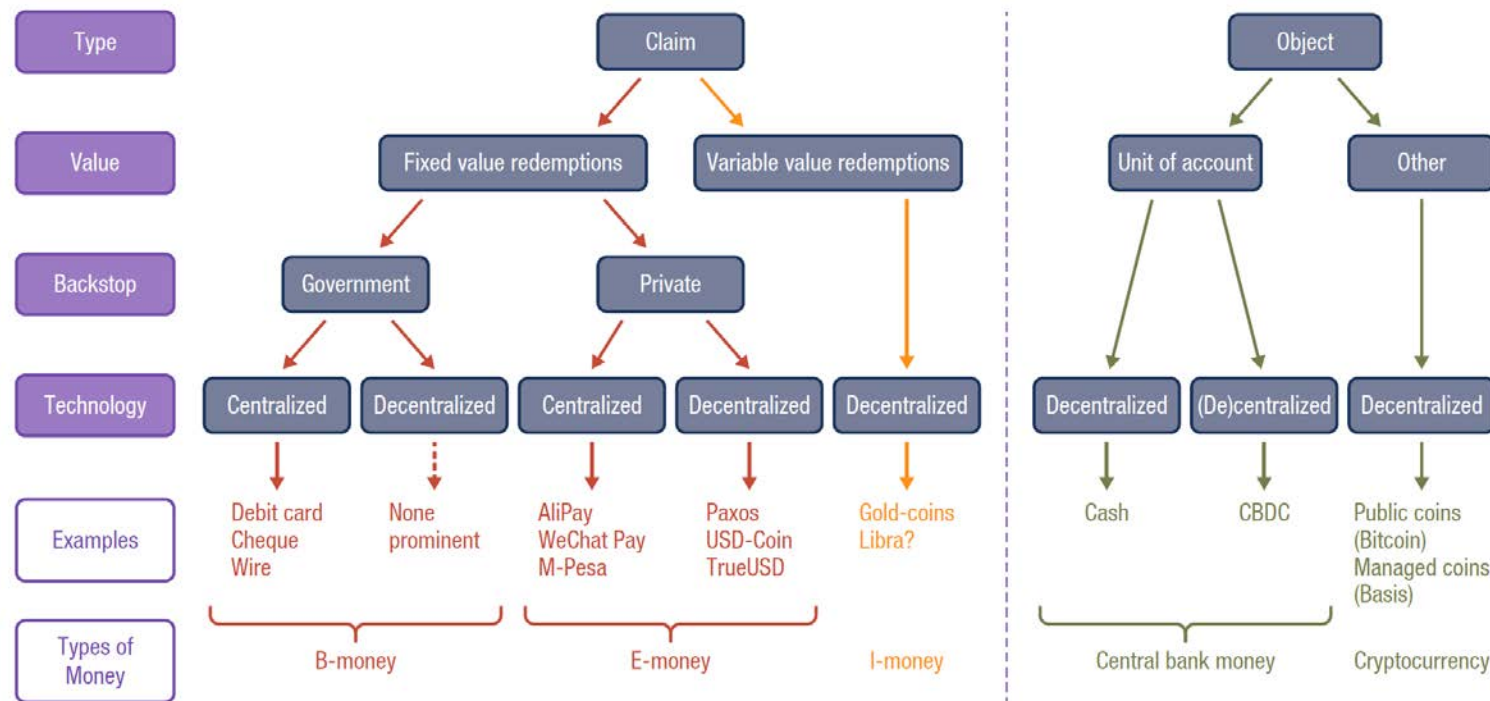 Type
Claim
Object
Value
Fixed value redemptions
Variable value redemptions
Unit of account
Other
Backstop
Government
Private
Technology
Centralized
Decentralized
Centralized
Decentralized
Decentralized
Decentralized
(De)centralized
Decentralized
Examples
Debit card
Cheque
Wire
None
prominent
AliPay
WeChat Pay
M-Pesa
Paxos
USD-Coin
TrueUSD
Gold-coins
Libra?
Cash
CBDC
Public coins
(Bitcoin)
Managed coins
(Basis)
Types of
Money
B-money
E-money
I-money
Central bank money
Cryptocurrency